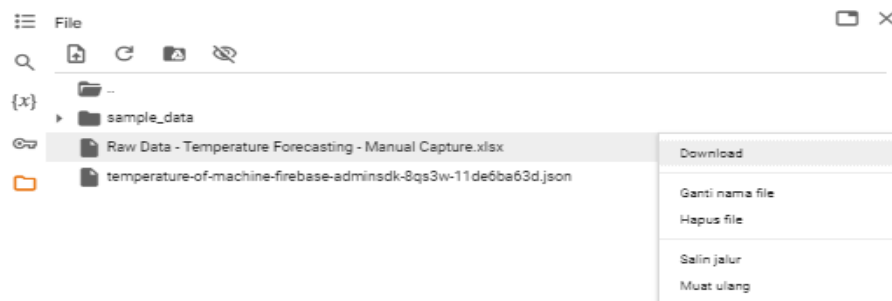 File
..
{x}
sample_data
Raw Data - Temperature Forecasting - Manual Capture.xlsx
Download
temperature-of-machine-firebase-adminsdk-8qs3w-11de6ba63d.json
Ganti nama file
Hapus file
Salin jalur
Muat ulang